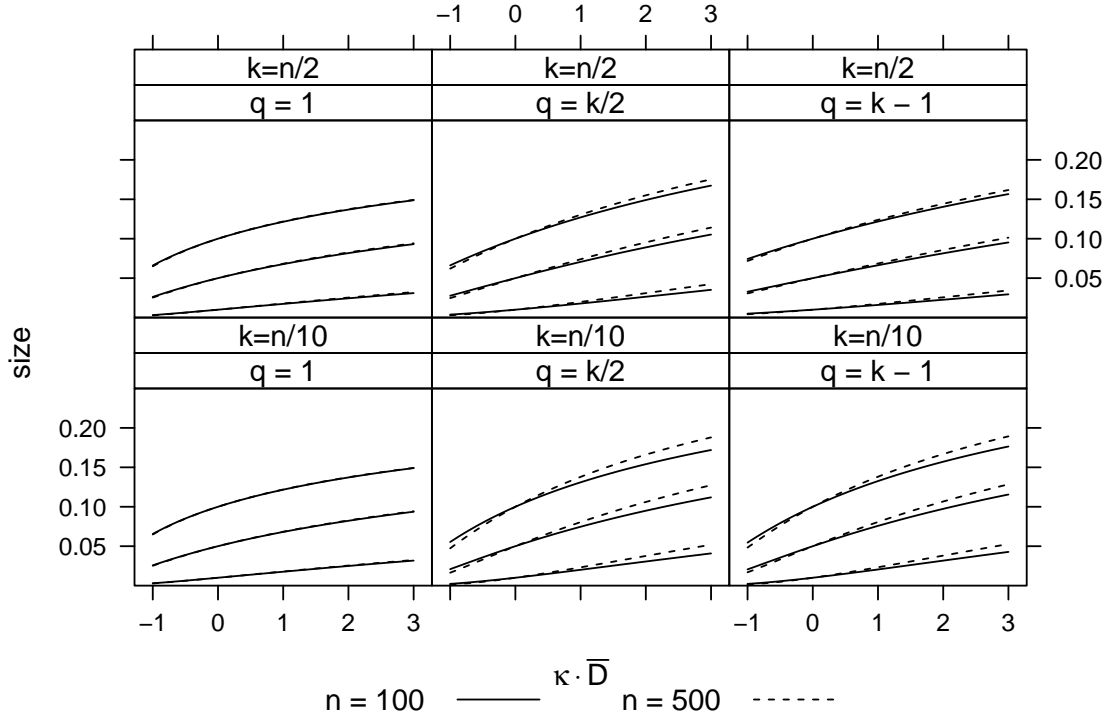 −1 0 1 2 3
k=n/2 k=n/2 k=n/2
q = 1 q = k/2 q = k − 1
0.20
0.15
0.10
0.05
size
k=n/10 k=n/10 k=n/10
q = 1 q = k/2 q = k − 1
0.20
0.15
0.10
0.05
−1 0 1 2 3 −1 0 1 2 3
κ · D̅
n = 100 n = 500